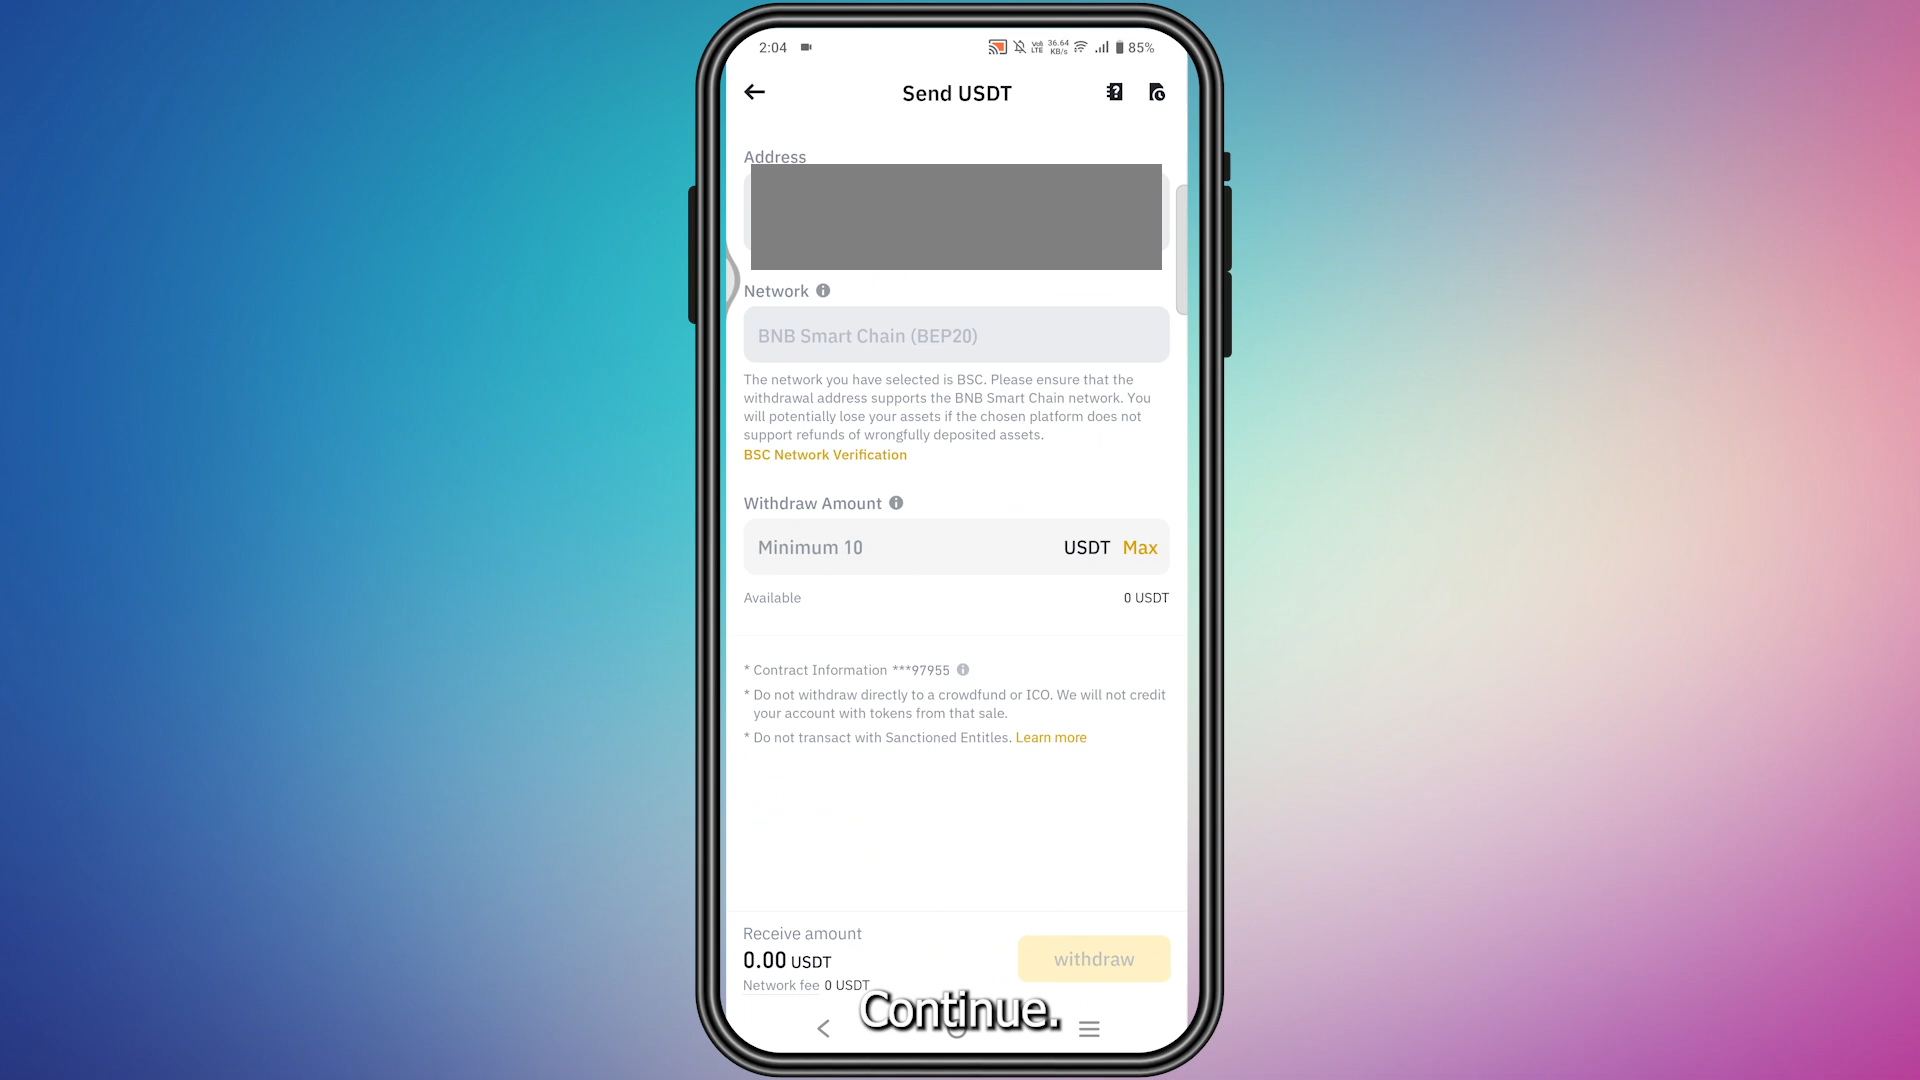 2:04
Vo) LTE 36.64 KB/s 85%
Send USDT
Address
Network
BNB Smart Chain (BEP20)
The network you have selected is BSC. Please ensure that the
withdrawal address supports the BNB Smart Chain network. You
will potentially lose your assets if the chosen platform does not
support refunds of wrongfully deposited assets.
BSC Network Verification
Withdraw Amount
Minimum 10 USDT Max
Available 0 USDT
* Contract Information ***97955
* Do not withdraw directly to a crowdfund or ICO. We will not credit
your account with tokens from that sale.
* Do not transact with Sanctioned Entitles. Learn more
Receive amount
0.00 USDT
withdraw
Network fee 0 USDT
Continue.